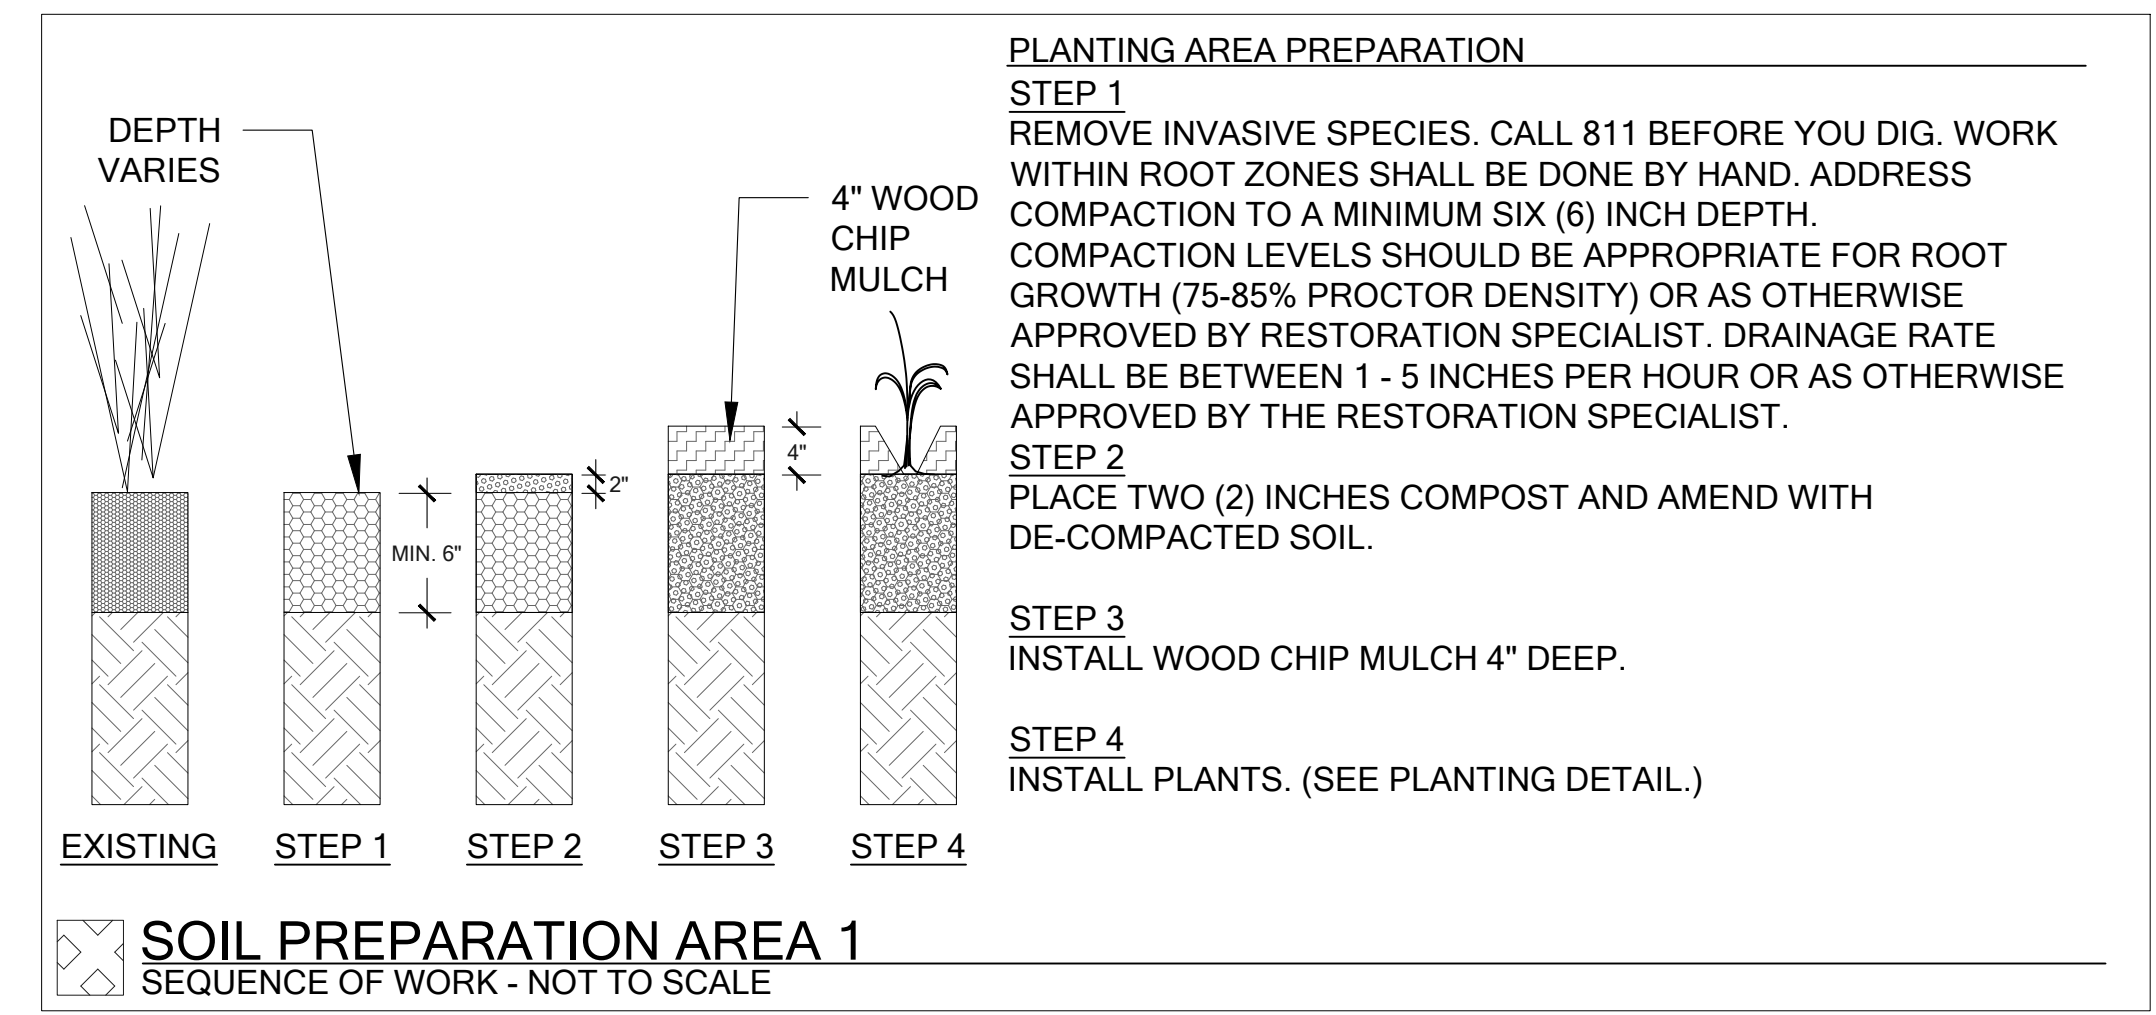 DEPTH
VARIES
4" WOOD
CHIP
MULCH
MIN. 6"
2"
4"
EXISTING
STEP 1
STEP 2
STEP 3
STEP 4
PLANTING AREA PREPARATION
STEP 1
REMOVE INVASIVE SPECIES. CALL 811 BEFORE YOU DIG. WORK
WITHIN ROOT ZONES SHALL BE DONE BY HAND. ADDRESS
COMPACTION TO A MINIMUM SIX (6) INCH DEPTH.
COMPACTION LEVELS SHOULD BE APPROPRIATE FOR ROOT
GROWTH (75-85% PROCTOR DENSITY) OR AS OTHERWISE
APPROVED BY RESTORATION SPECIALIST. DRAINAGE RATE
SHALL BE BETWEEN 1 - 5 INCHES PER HOUR OR AS OTHERWISE
APPROVED BY THE RESTORATION SPECIALIST.
STEP 2
PLACE TWO (2) INCHES COMPOST AND AMEND WITH
DE-COMPACTED SOIL.
STEP 3
INSTALL WOOD CHIP MULCH 4" DEEP.
STEP 4
INSTALL PLANTS. (SEE PLANTING DETAIL.)
SOIL PREPARATION AREA 1
SEQUENCE OF WORK - NOT TO SCALE